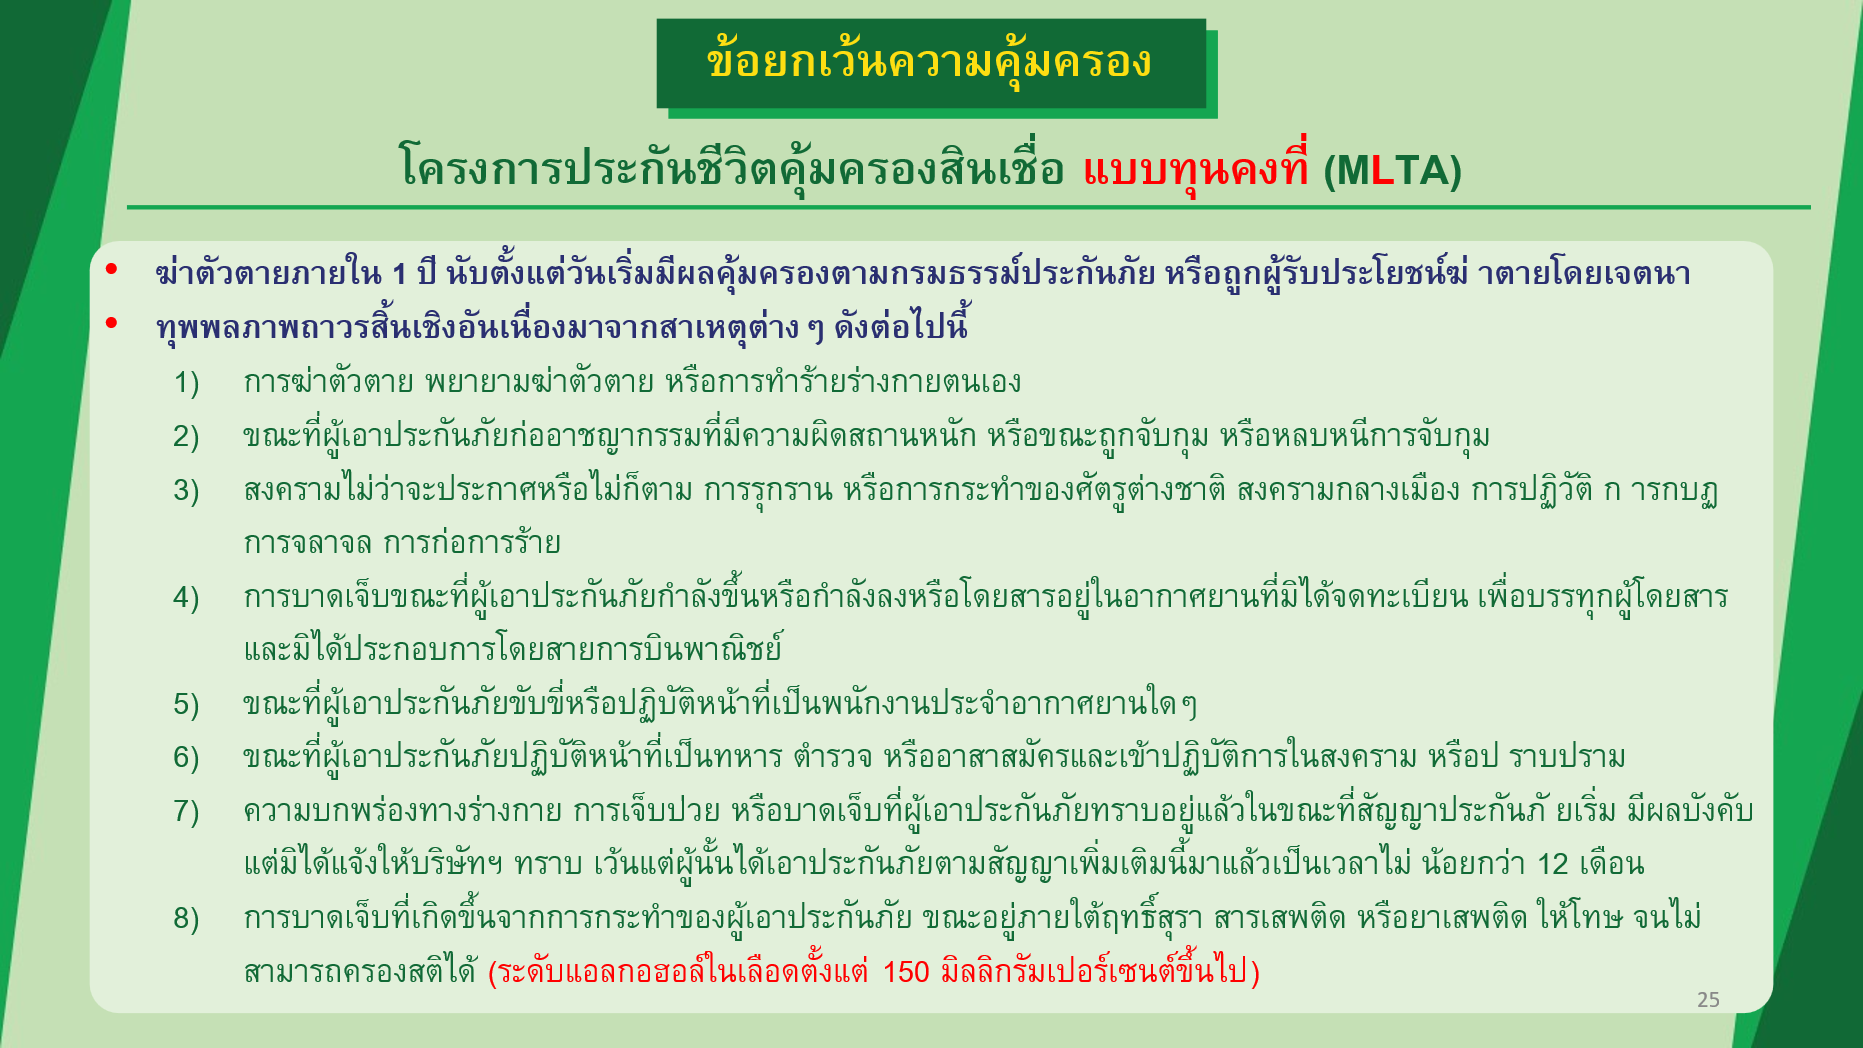 ข้อยกเว้นความคุ้มครอง
โครงการประกันชีวิตคุ้มครองสินเชื่อ แบบทุนคงที่ (MLTA)
• ฆ่าตัวตายภายใน 1 ปี นับตั้งแต่วันเริ่มมีผลคุ้มครองตามกรมธรรม์ประกันภัย หรือถูกผู้รับประโยชน์ฆ่ าตายโดยเจตนา
• ทุพพลภาพถาวรสิ้นเชิงอันเนื่องมาจากสาเหตุต่าง ๆ ดังต่อไปนี้
1) การฆ่าตัวตาย พยายามฆ่าตัวตาย หรือการทำร้ายร่างกายตนเอง
2) ขณะที่ผู้เอาประกันภัยก่ออาชญากรรมที่มีความผิดสถานหนัก หรือขณะถูกจับกุม หรือหลบหนีการจับกุม
3) สงครามไม่ว่าจะประกาศหรือไม่ก็ตาม การรุกราน หรือการกระทำของศัตรูต่างชาติ สงครามกลางเมือง การปฏิวัติ ก ารกบฏ
การจลาจล การก่อการร้าย
4) การบาดเจ็บขณะที่ผู้เอาประกันภัยกำลังขึ้นหรือกำลังลงหรือโดยสารอยู่ในอากาศยานที่มิได้จดทะเบียน เพื่อบรรทุกผู้โดยสาร
และมิได้ประกอบการโดยสายการบินพาณิชย์
5) ขณะที่ผู้เอาประกันภัยขับขี่หรือปฏิบัติหน้าที่เป็นพนักงานประจำอากาศยานใดๆ
6) ขณะที่ผู้เอาประกันภัยปฏิบัติหน้าที่เป็นทหาร ตำรวจ หรืออาสาสมัครและเข้าปฏิบัติการในสงคราม หรือป ราบปราม
7) ความบกพร่องทางร่างกาย การเจ็บปวย หรือบาดเจ็บที่ผู้เอาประกันภัยทราบอยู่แล้วในขณะที่สัญญาประกันภั ยเริ่ม มีผลบังคับ
แต่มิได้แจ้งให้บริษัทฯ ทราบ เว้นแต่ผู้นั้นได้เอาประกันภัยตามสัญญาเพิ่มเติมนี้มาแล้วเป็นเวลาไม่ น้อยกว่า 12 เดือน
8) การบาดเจ็บที่เกิดขึ้นจากการกระทำของผู้เอาประกันภัย ขณะอยู่ภายใต้ฤทธิ์สุรา สารเสพติด หรือยาเสพติด ให้โทษ จนไม่
สามารถครองสติได้ (ระดับแอลกอฮอล์ในเลือดตั้งแต่ 150 มิลลิกรัมเปอร์เซนต์ขึ้นไป)
25